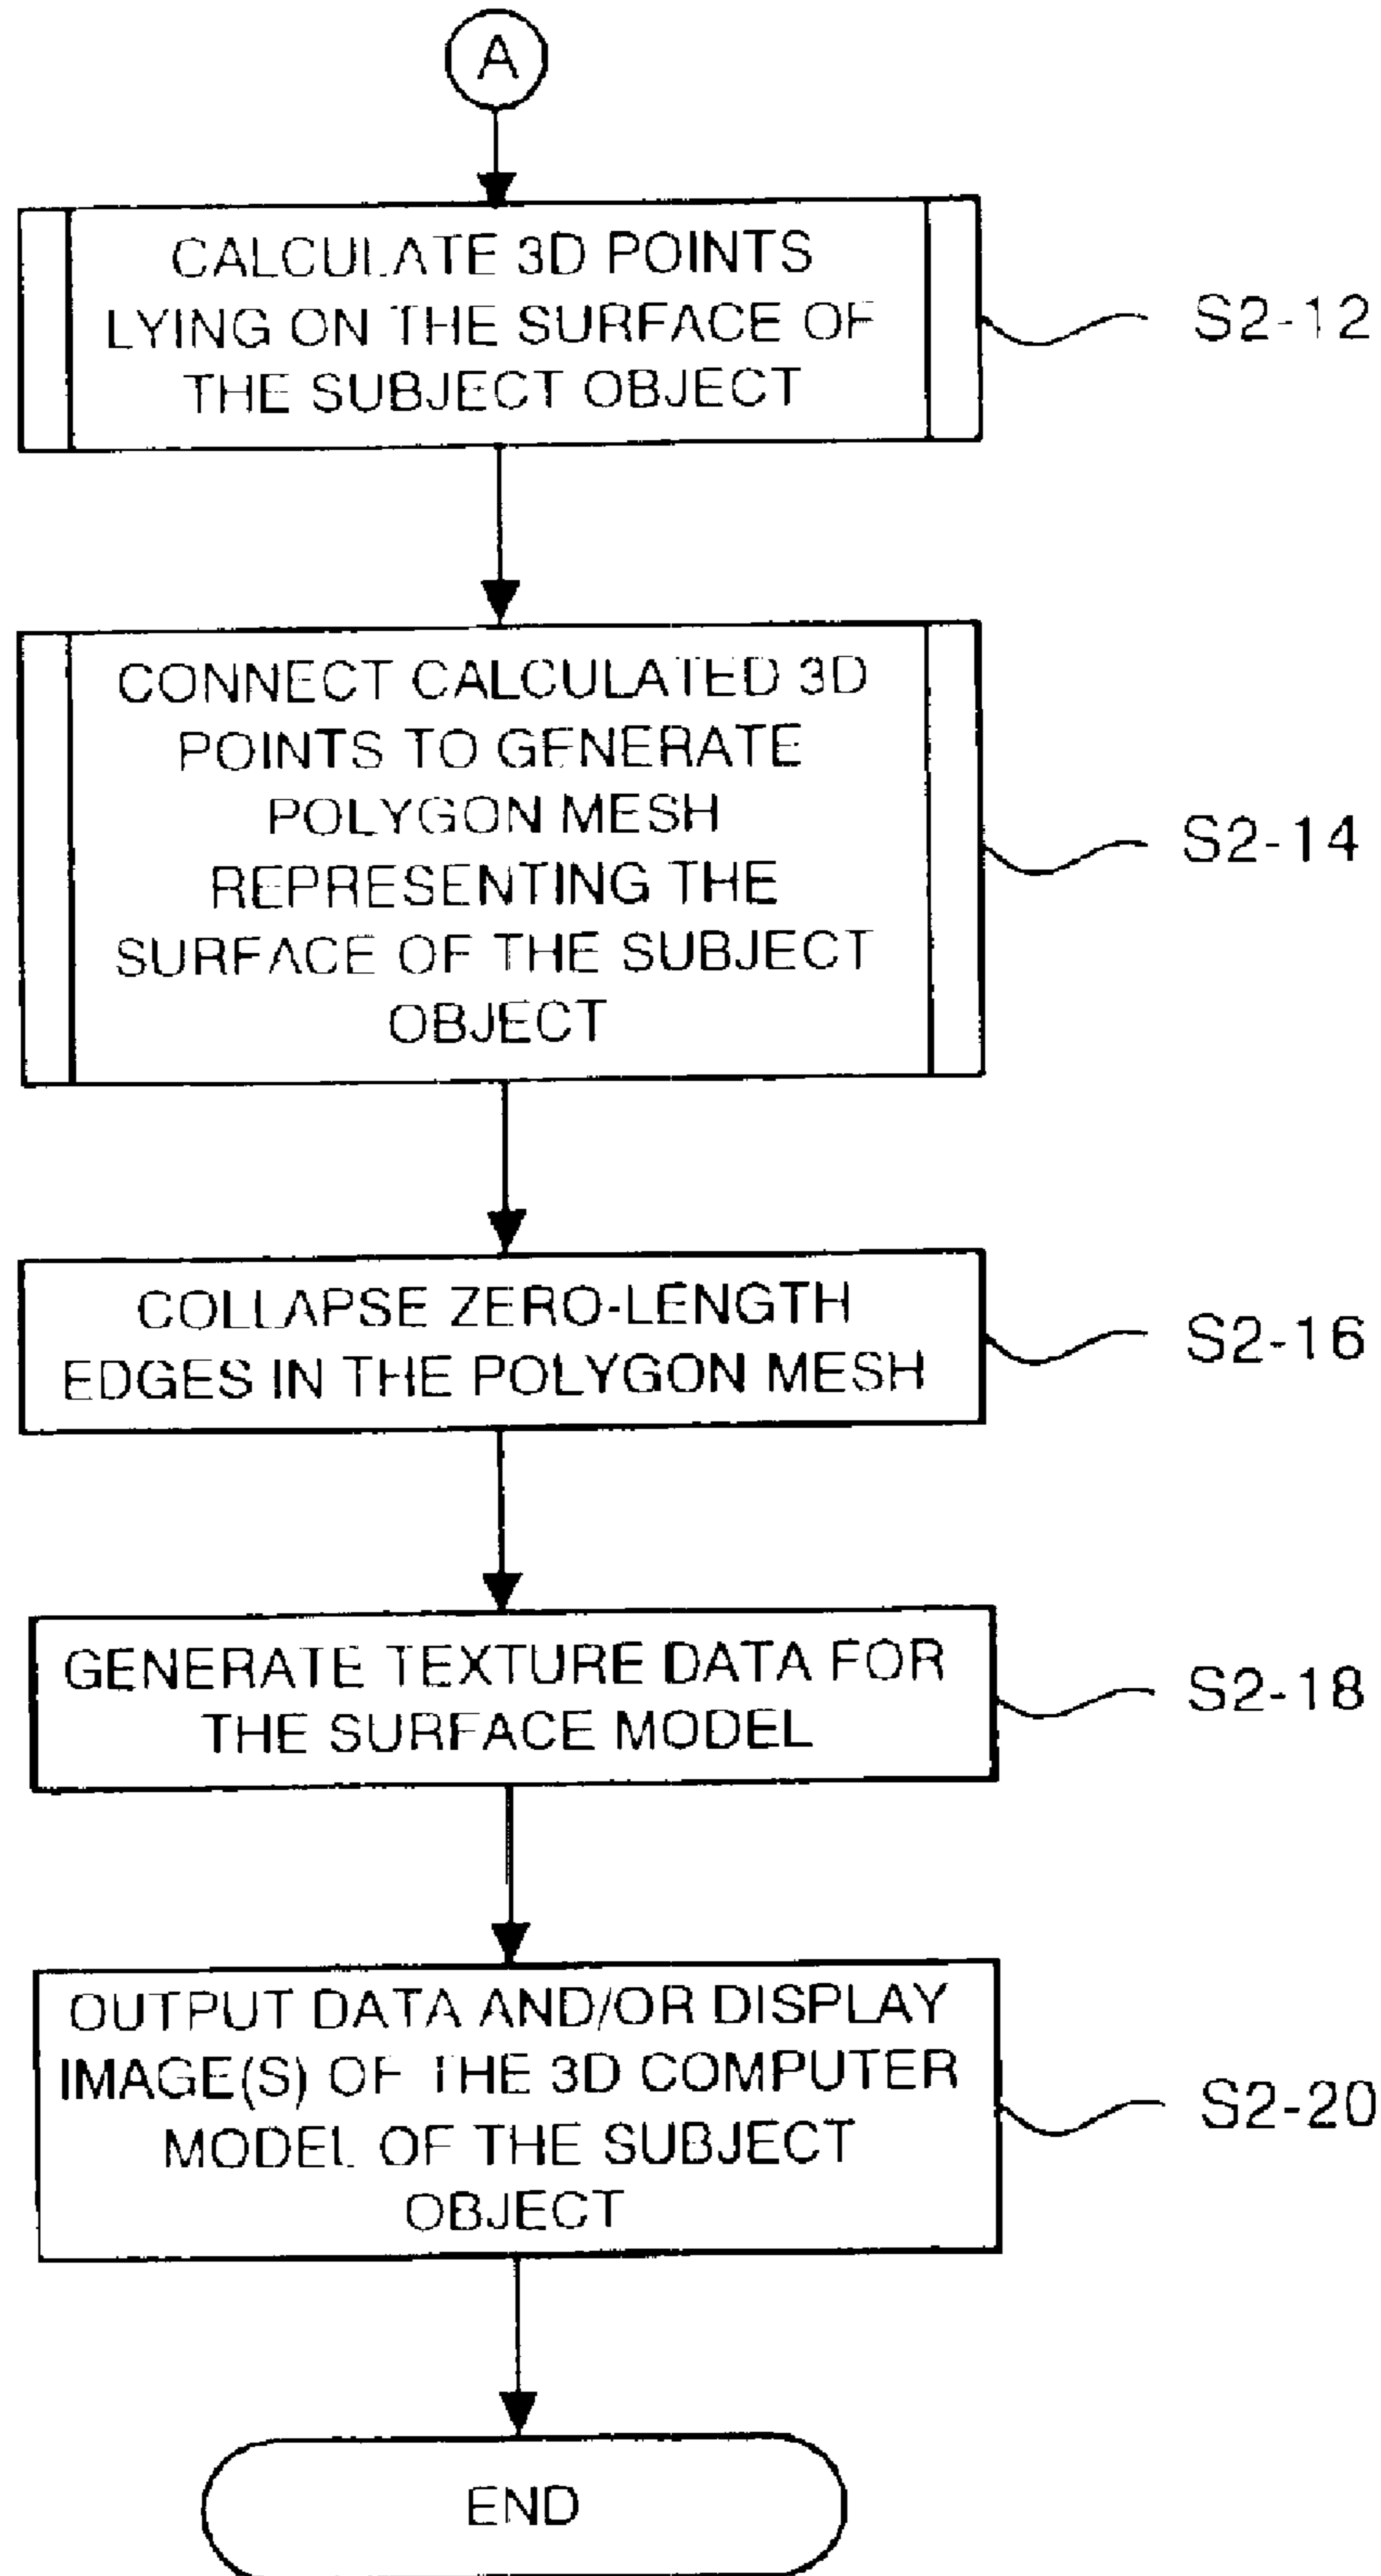 A
CALCULATE 3D POINTS
LYING ON THE SURFACE OF
THE SUBJECT OBJECT
S2-12
CONNECT CALCULATED 3D
POINTS TO GENERATE
POLYGON MESH
REPRESENTING THE
SURFACE OF THE SUBJECT
OBJECT
S2-14
COLLAPSE ZERO-LENGTH
EDGES IN THE POLYGON MESH
S2-16
GENERATE TEXTURE DATA FOR
THE SURFACE MODEL
S2-18
OUTPUT DATA AND/OR DISPLAY
IMAGE(S) OF THE 3D COMPUTER
MODEL OF THE SUBJECT
OBJECT
S2-20
END